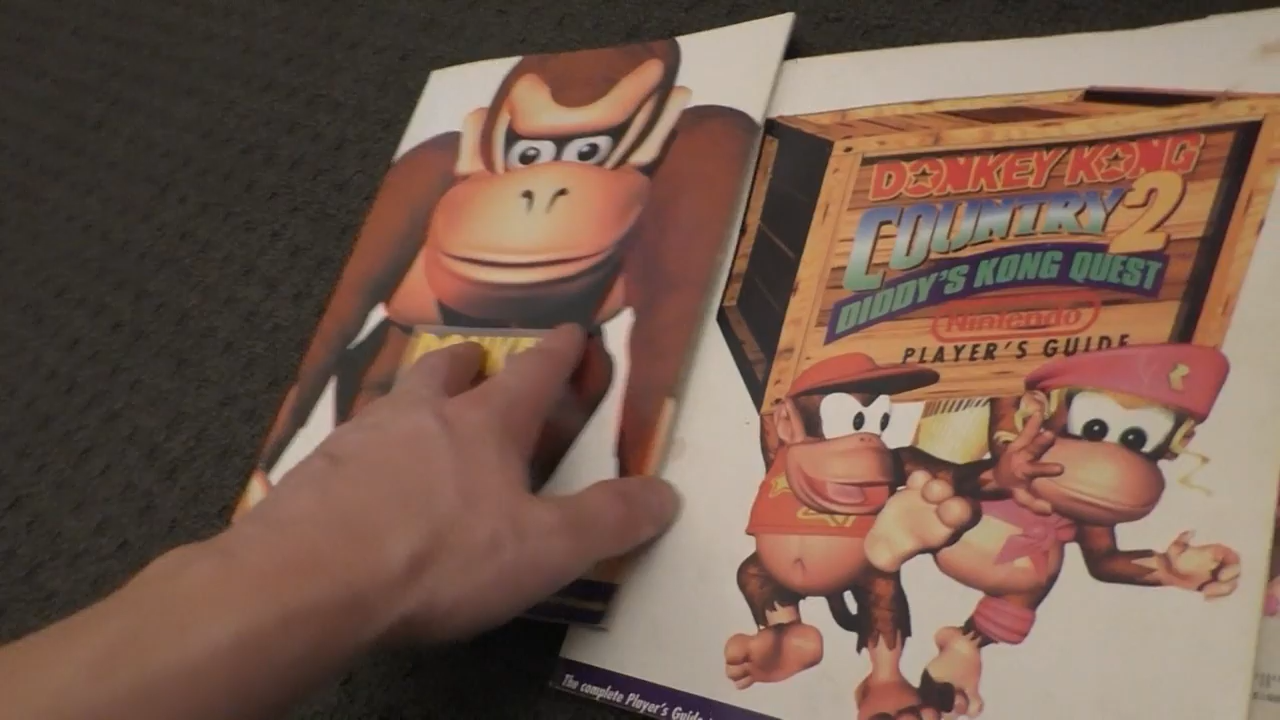 DONKEY KONG
COUNTRY 2
DIDDY'S KONG QUEST
Nintendo
PLAYER'S GUIDE
The complete Player's Guide